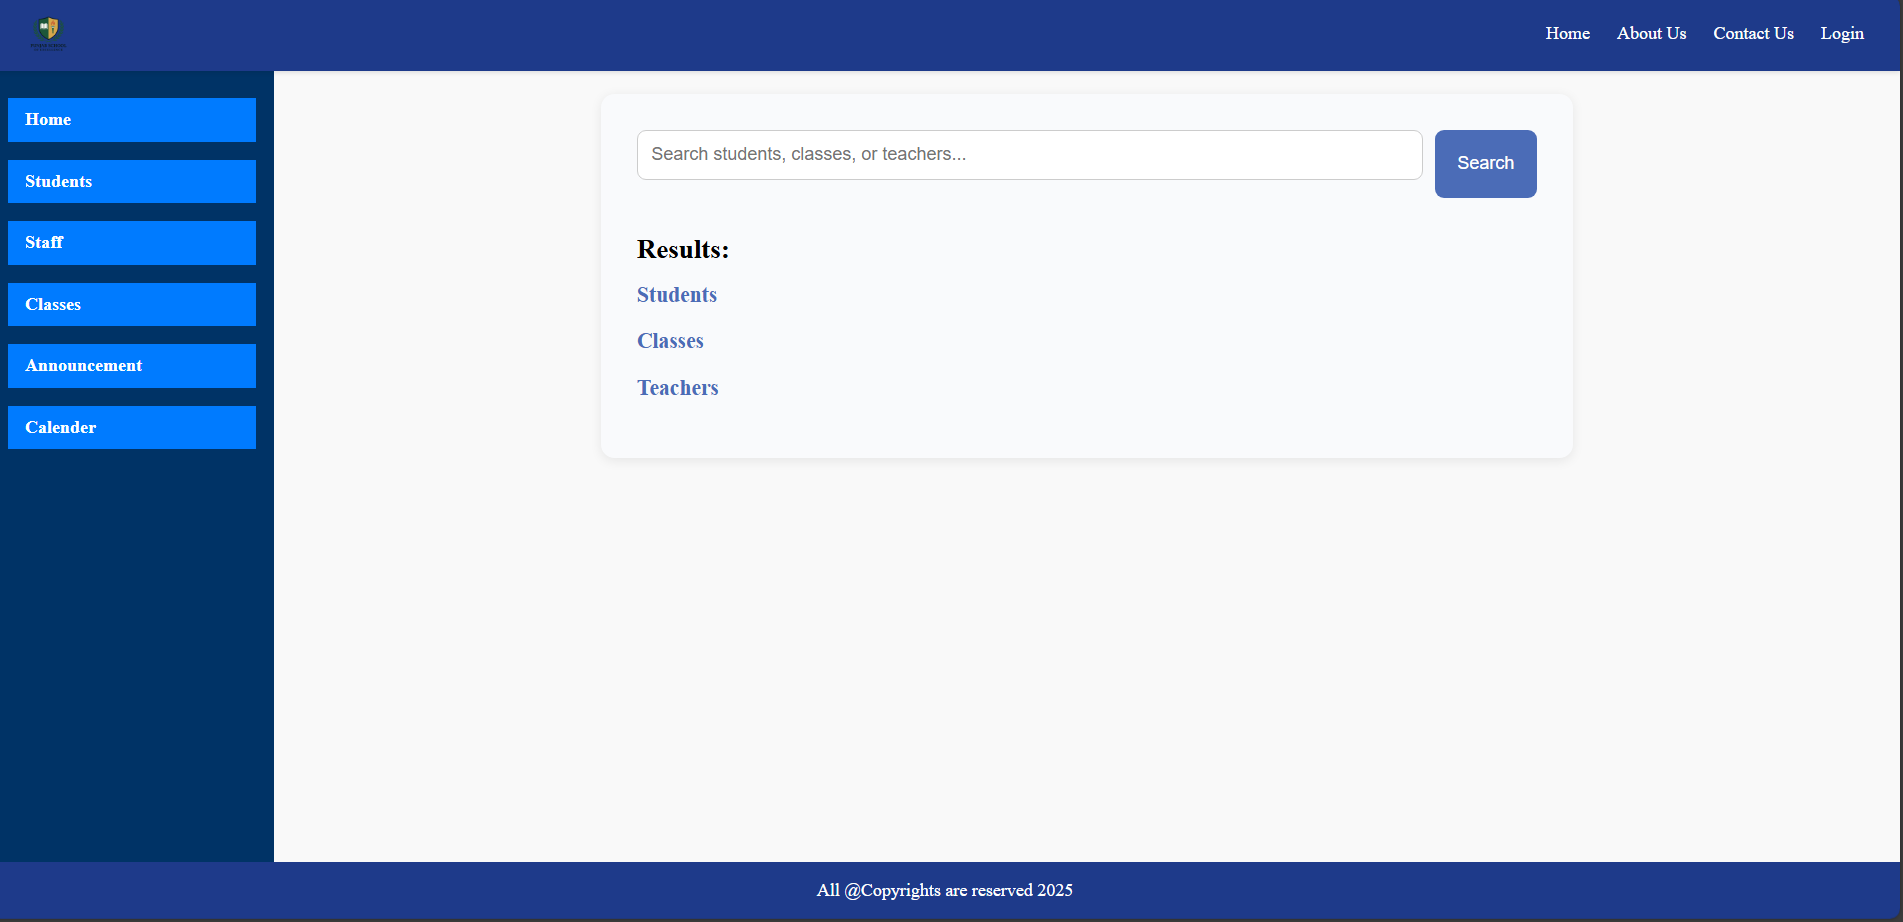 Home
About Us
Contact Us
Login
Home
Students
Staff
Classes
Announcement
Calender
Search students, classes, or teachers...
Search
Results:
Students
Classes
Teachers
All @Copyrights are reserved 2025